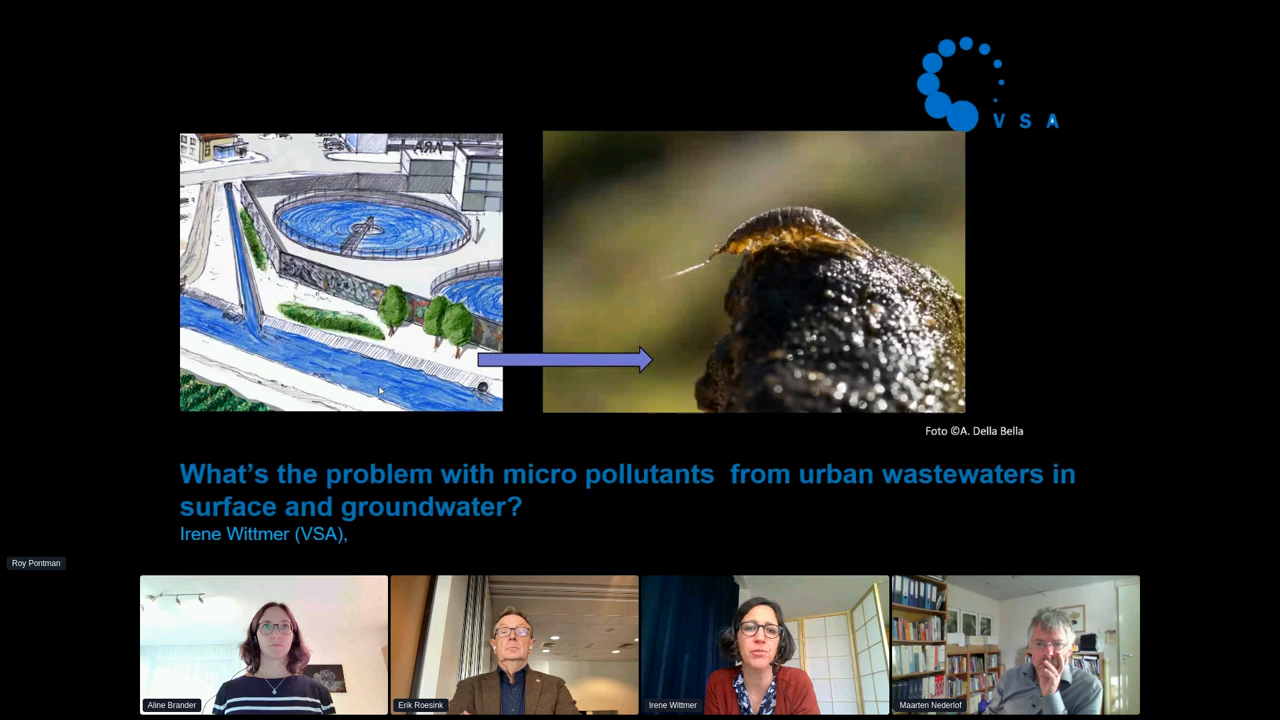 VSA
ARA
Foto ©A. Della Bella
What's the problem with micro pollutants from urban wastewaters in
surface and groundwater?
Irene Wittmer (VSA),
Roy Pontman
Aline Brander
Erik Roesink
Irene Wittmer
Maarten Nederlof